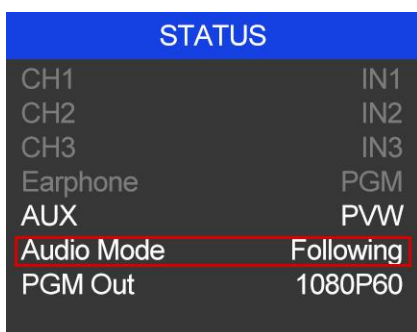 STATUS
CH1 IN1
CH2 IN2
CH3 IN3
Earphone PGM
AUX PVW
Audio Mode Following
PGM Out 1080P60